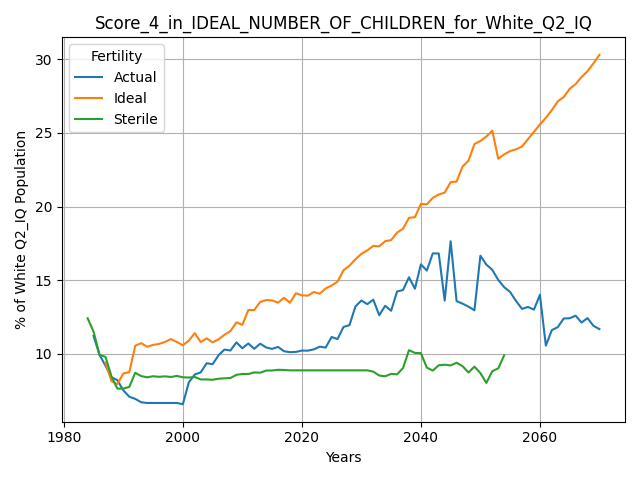 Score_4_in_IDEAL_NUMBER_OF_CHILDREN_for_White_Q2_IQ
Fertility
Actual
Ideal
Sterile
% of White Q2_IQ Population
30
25
20
15
10
1980
2000
2020
2040
2060
Years